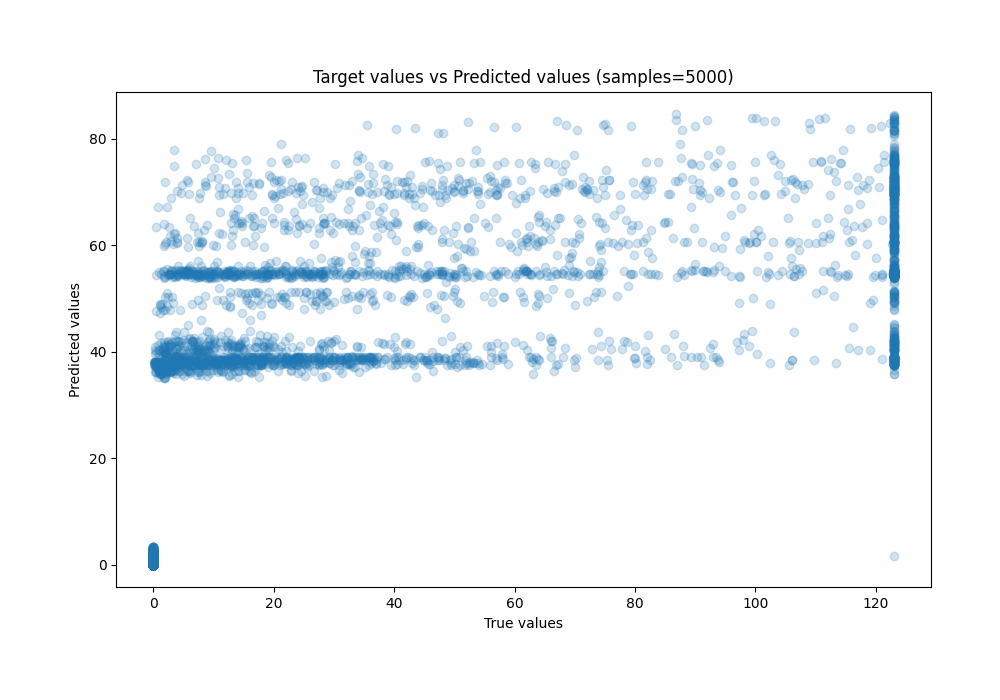 Target values vs Predicted values (samples=5000)
80
60
40
20
0
Predicted values
0 20 40 60 80 100 120
True values